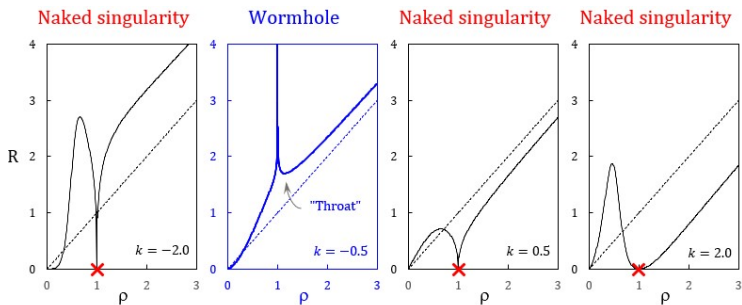 Naked singularity
Wormhole
Naked singularity
Naked singularity
R
4
3
2
1
0
0 1 2 3
ρ
k = −2.0
4
3
2
1
0
0 1 2 3
ρ
k = −0.5
"Throat"
4
3
2
1
0
0 1 2 3
ρ
k = 0.5
4
3
2
1
0
0 1 2 3
ρ
k = 2.0